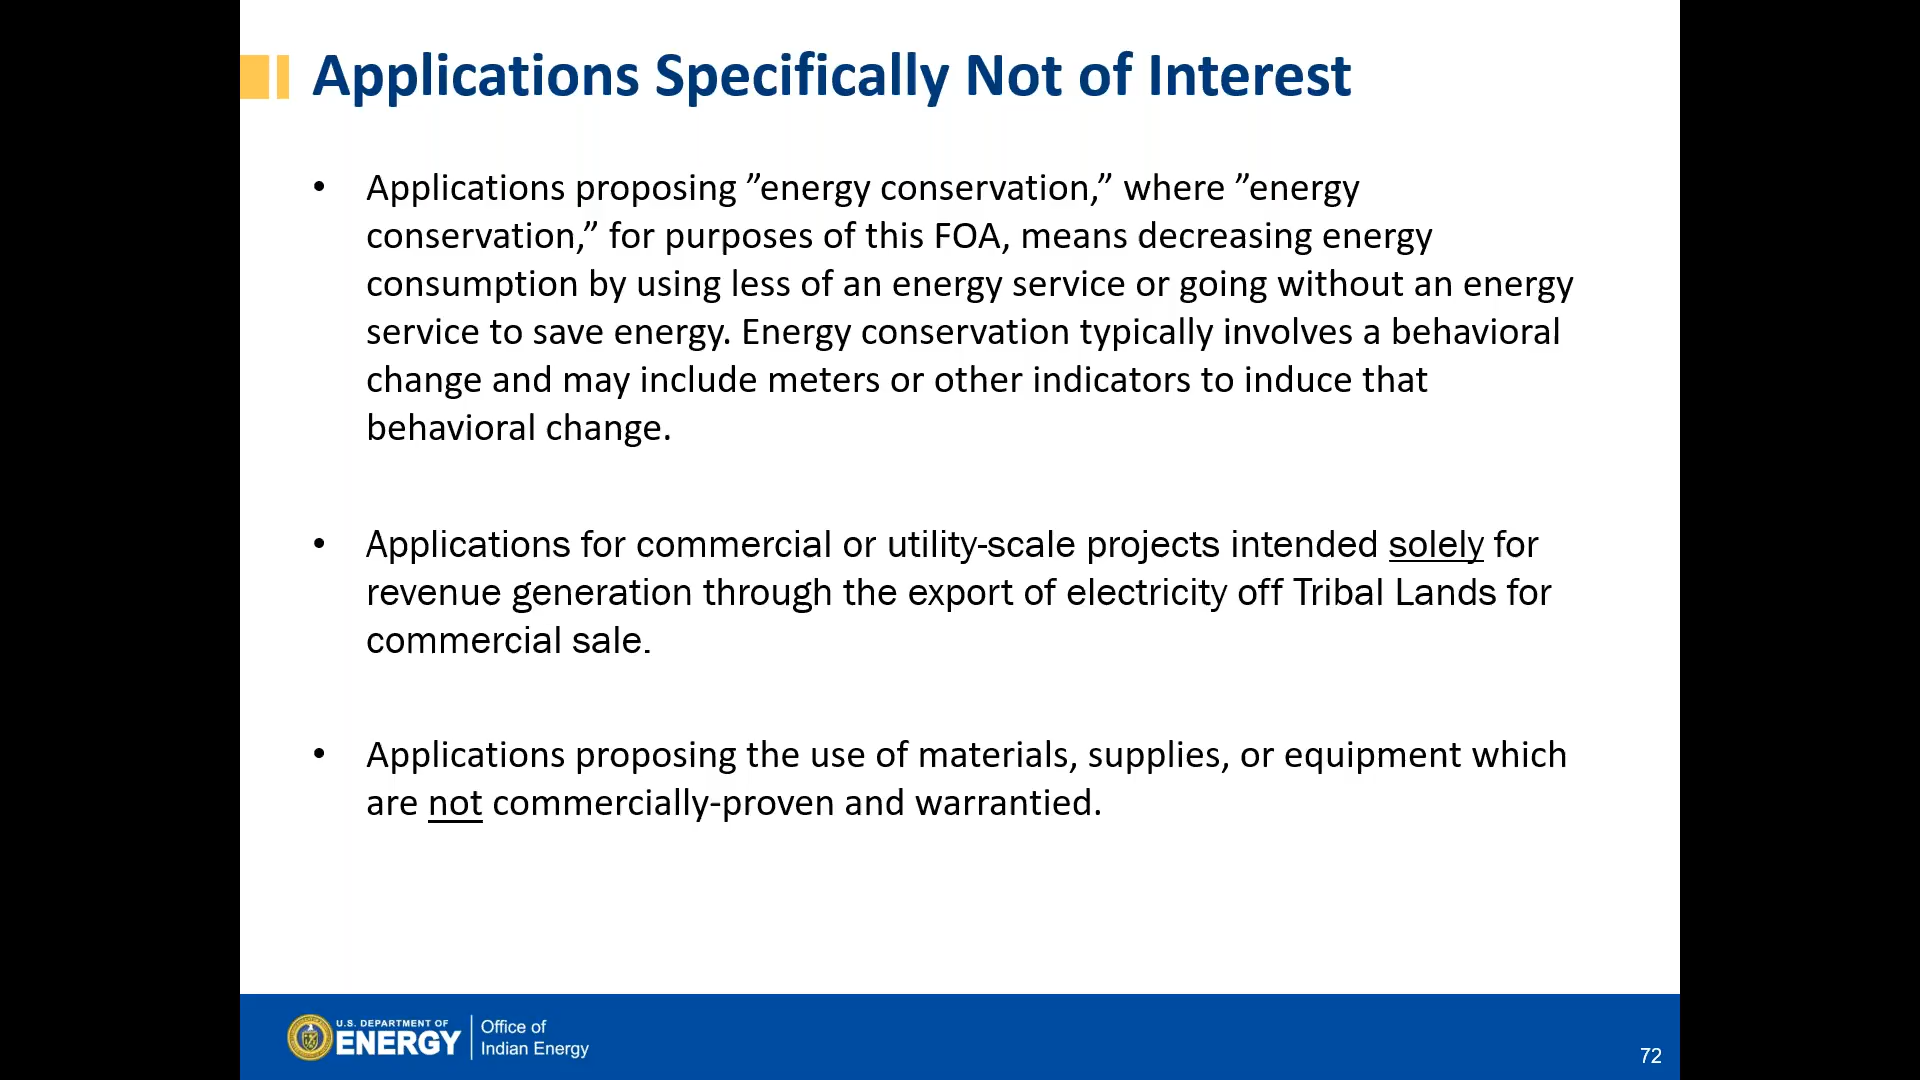 Applications Specifically Not of Interest
• Applications proposing ”energy conservation,” where ”energy
conservation,” for purposes of this FOA, means decreasing energy
consumption by using less of an energy service or going without an energy
service to save energy. Energy conservation typically involves a behavioral
change and may include meters or other indicators to induce that
behavioral change.
• Applications for commercial or utility-scale projects intended solely for
revenue generation through the export of electricity off Tribal Lands for
commercial sale.
• Applications proposing the use of materials, supplies, or equipment which
are not commercially-proven and warrantied.
U.S. DEPARTMENT OF
ENERGY
Office of
Indian Energy
72